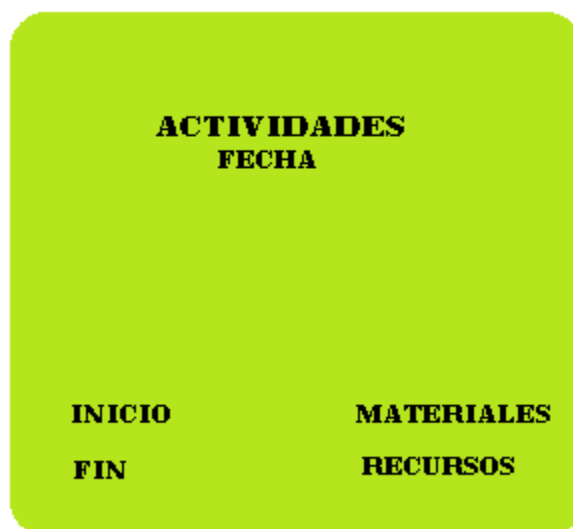 ACTIVIDADES
FECHA
INICIO
MATERIALES
FIN
RECURSOS